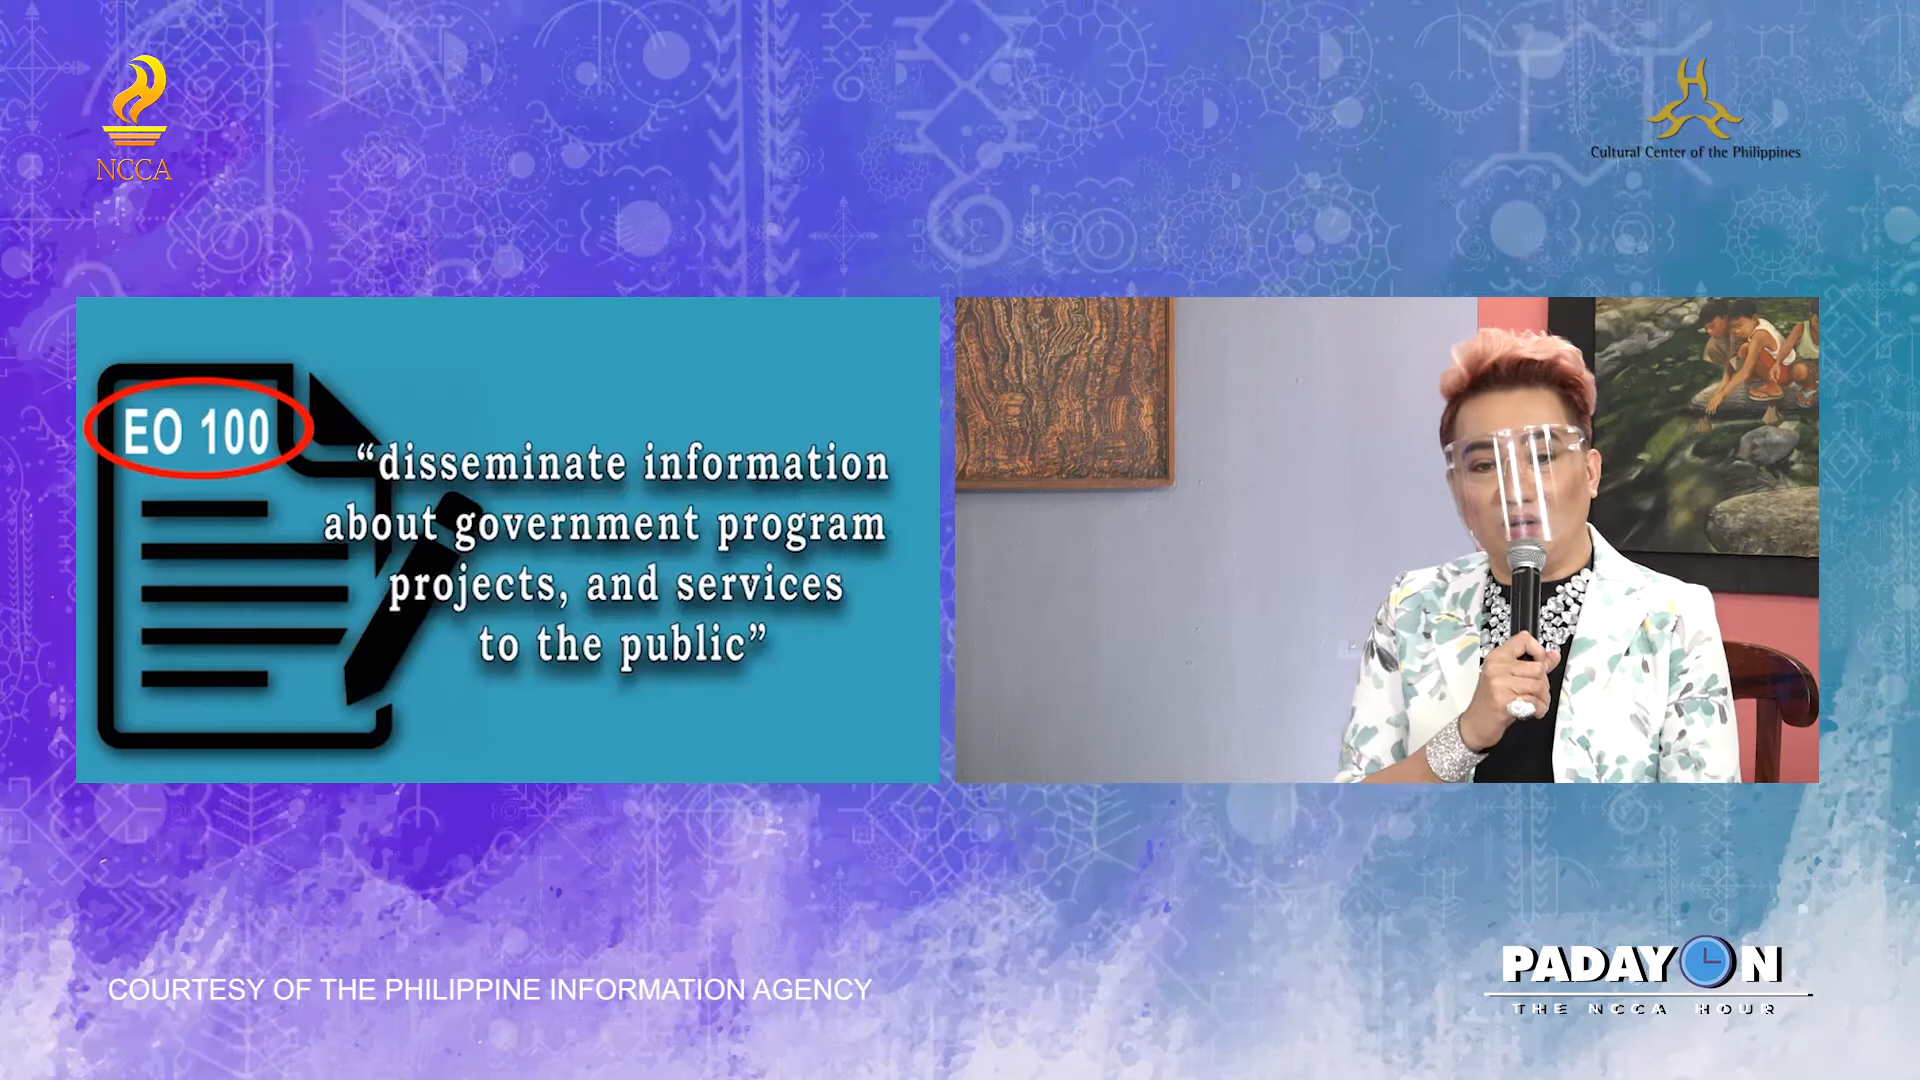 NCCA
Cultural Center of the Philippines
EO 100
“disseminate information
about government program
projects, and services
to the public”
COURTESY OF THE PHILIPPINE INFORMATION AGENCY
PADAYON
THE NCCA HOUR